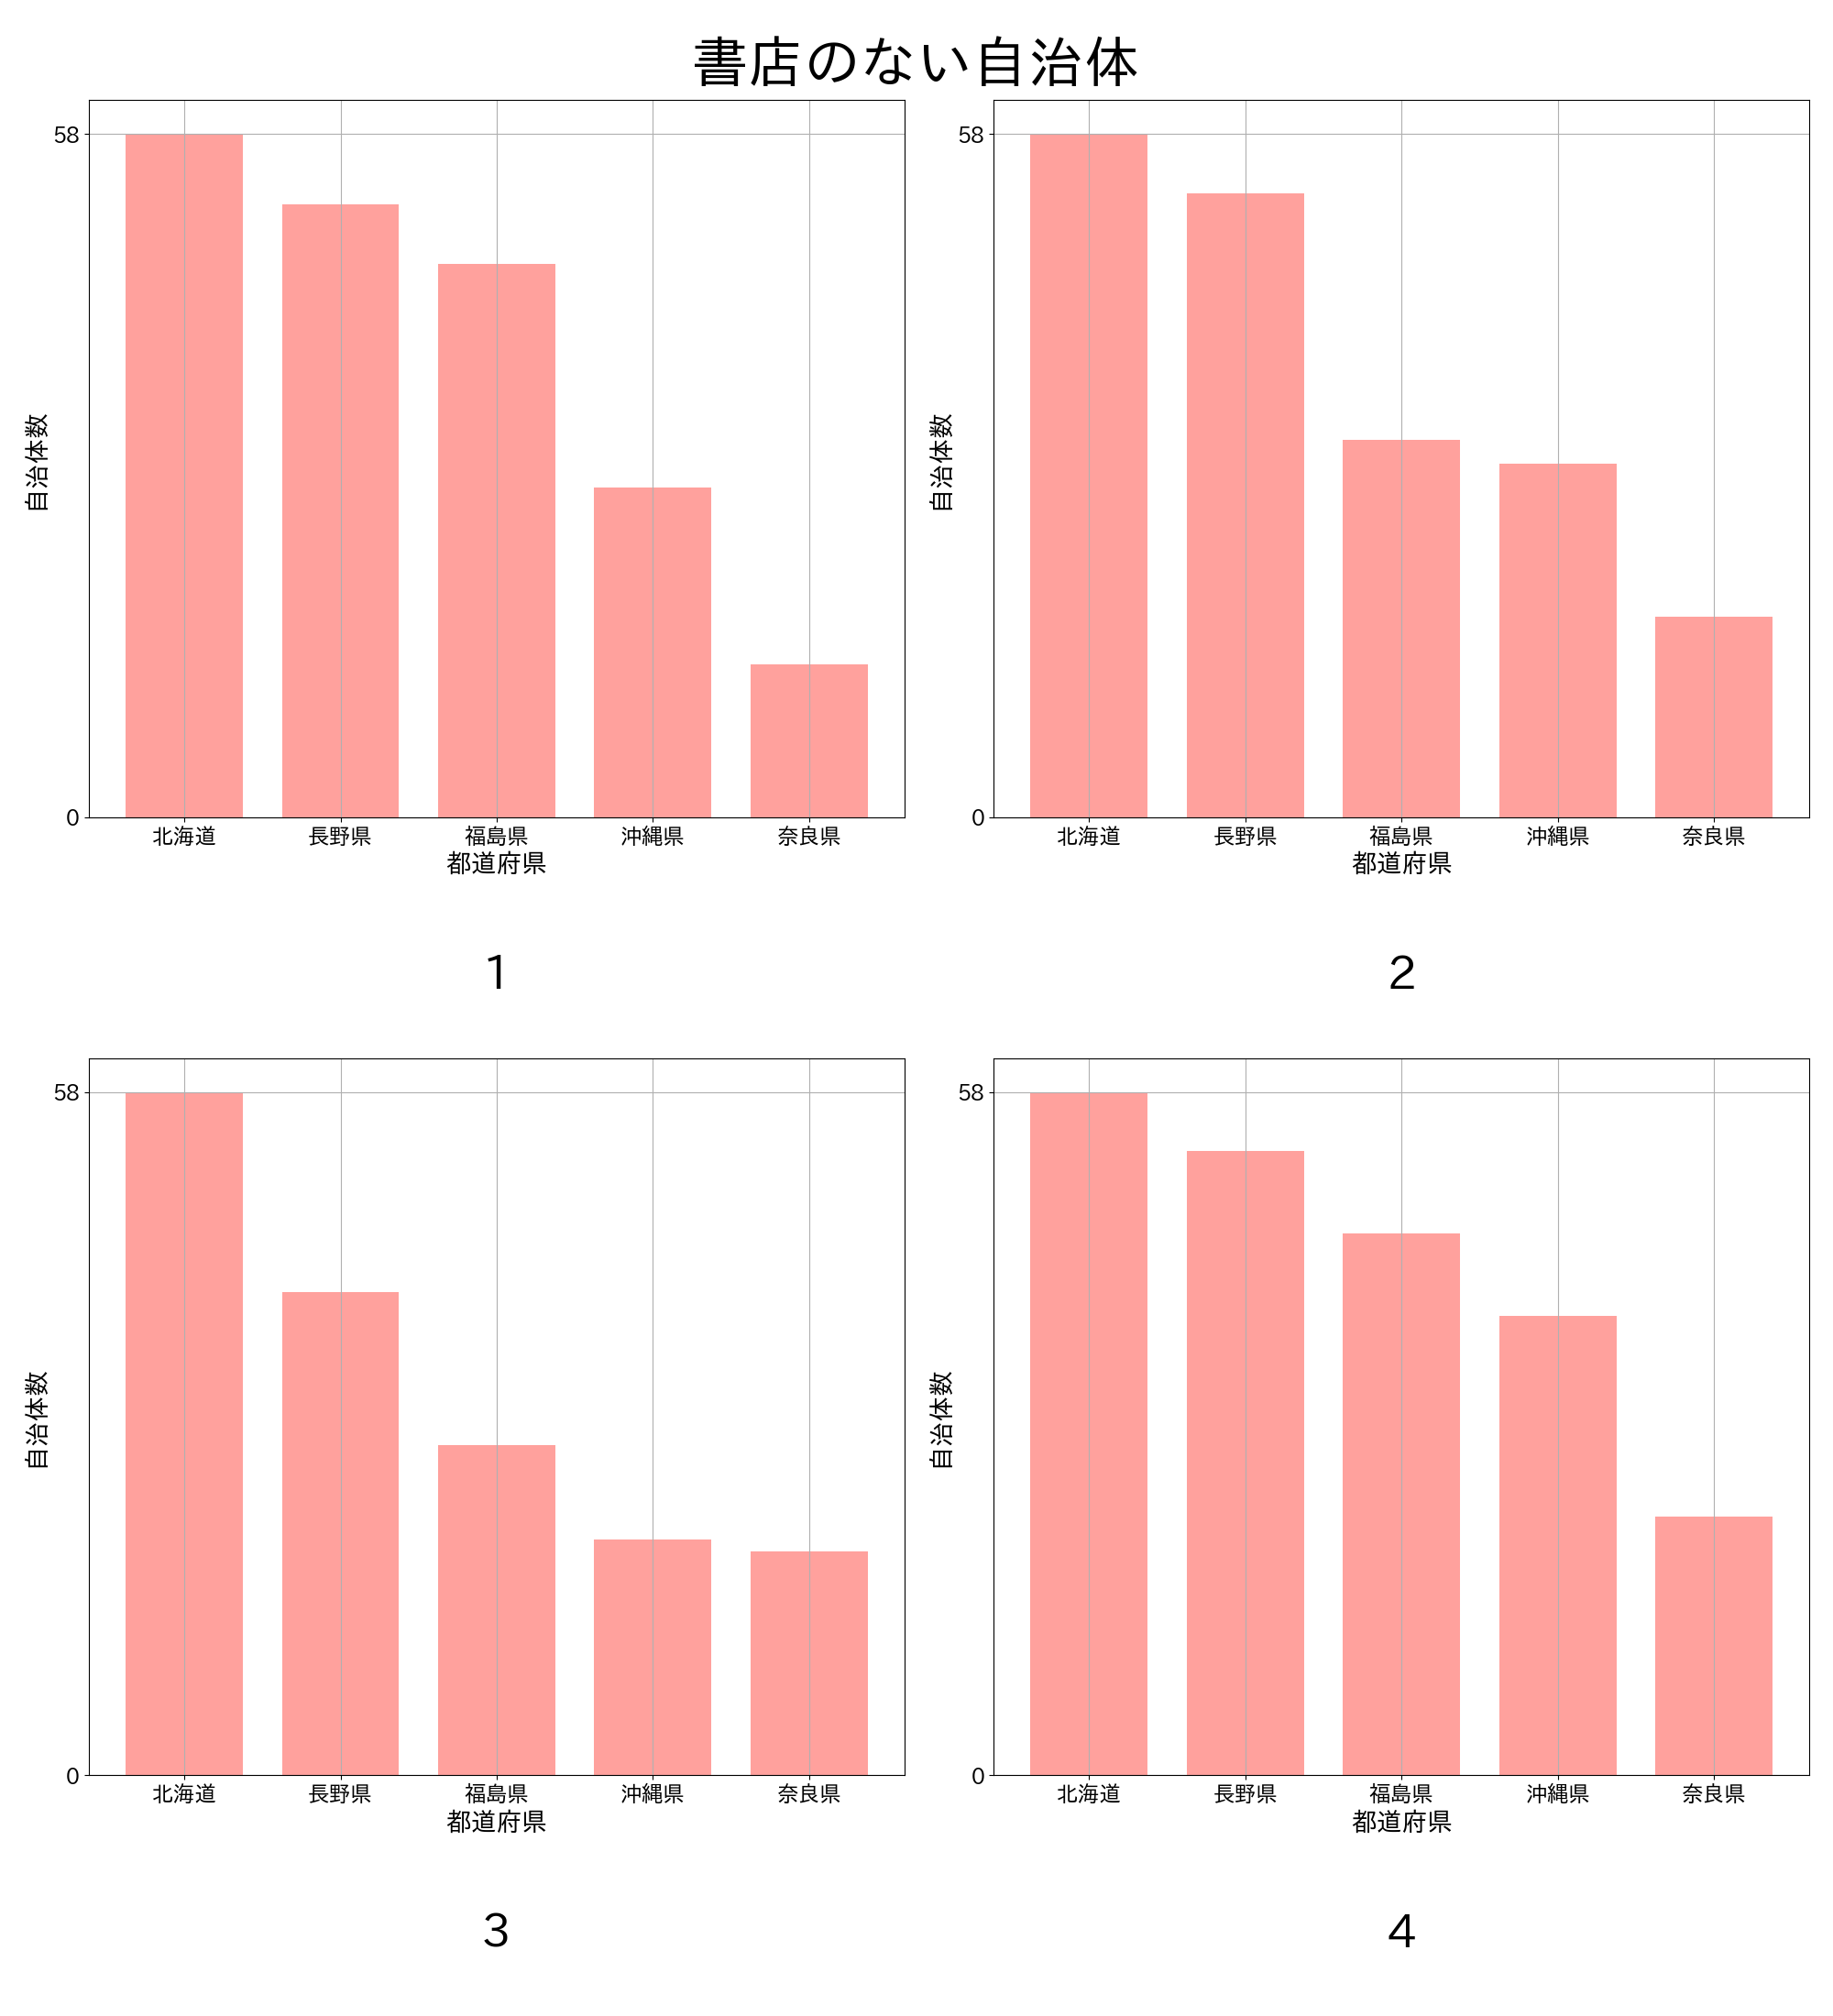 書店のない自治体
58
0
自治体数
北海道 長野県 福島県 沖縄県 奈良県
都道府県
1
58
0
自治体数
北海道 長野県 福島県 沖縄県 奈良県
都道府県
2
58
0
自治体数
北海道 長野県 福島県 沖縄県 奈良県
都道府県
3
58
0
自治体数
北海道 長野県 福島県 沖縄県 奈良県
都道府県
4